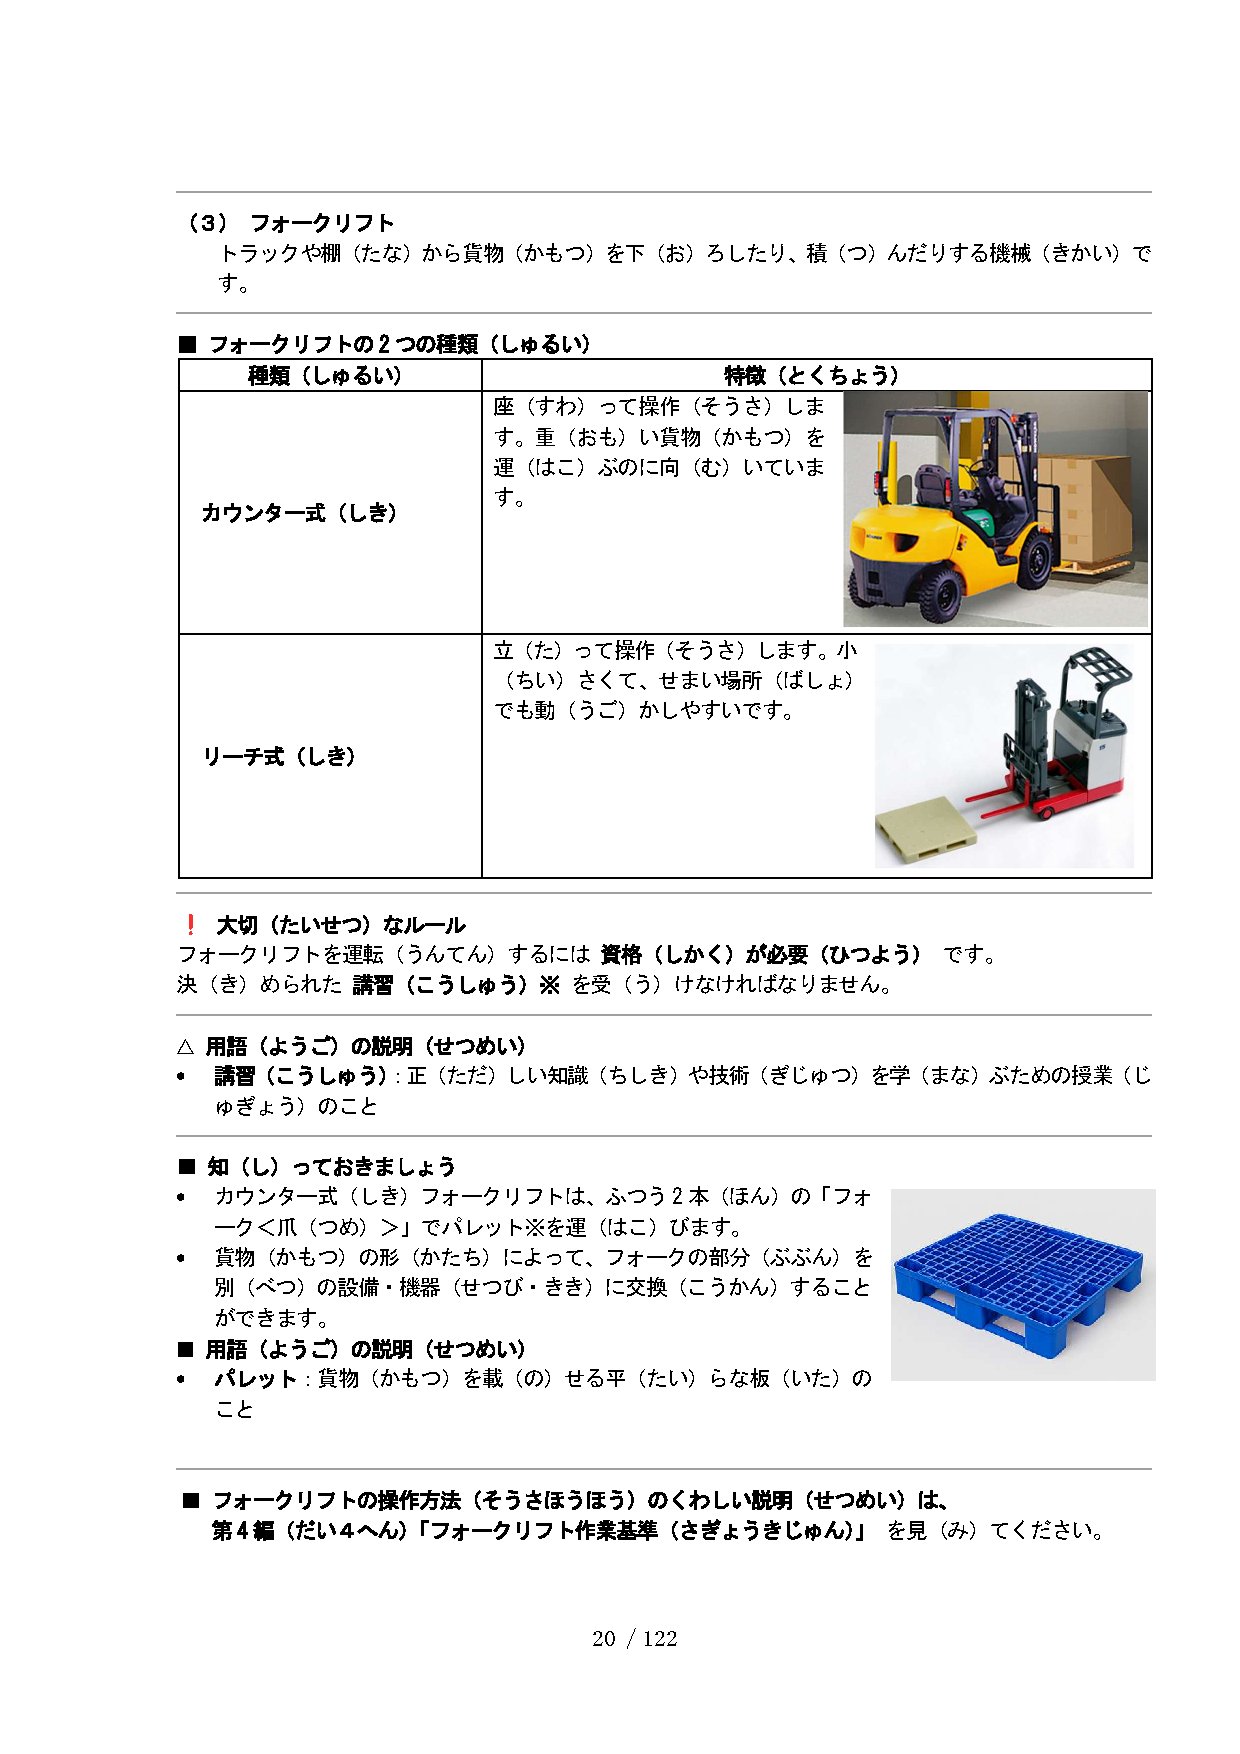 （３）　フォークリフト
トラックや棚（たな）から貨物（かもつ）を下（お）ろしたり、積（つ）んだりする機械（きかい）で
す。
■ フォークリフトの２つの種類（しゅるい）
種類（しゅるい）
特徴（とくちょう）
カウンター式（しき）
座（すわ）って操作（そうさ）しま
す。重（おも）い貨物（かもつ）を
運（はこ）ぶのに向（む）いていま
す。
リーチ式（しき）
立（た）って操作（そうさ）します。小
（ちい）さくて、せまい場所（ばしょ）
でも動（うご）かしやすいです。
❗ 大切（たいせつ）なルール
フォークリフトを運転（うんてん）するには 資格（しかく）が必要（ひつよう） です。
決（き）められた 講習（こうしゅう）※ を受（う）けなければなりません。
△ 用語（ようご）の説明（せつめい）
• 講習（こうしゅう）：正（ただ）しい知識（ちしき）や技術（ぎじゅつ）を学（まな）ぶための授業（じ
ゅぎょう）のこと
■ 知（し）っておきましょう
• カウンター式（しき）フォークリフトは、ふつう２本（ほん）の「フォ
ーク＜爪（つめ）＞」でパレット※を運（はこ）びます。
• 貨物（かもつ）の形（かたち）によって、フォークの部分（ぶぶん）を
別（べつ）の設備・機器（せつび・きき）に交換（こうかん）すること
ができます。
■ 用語（ようご）の説明（せつめい）
• パレット：貨物（かもつ）を載（の）せる平（たい）らな板（いた）の
こと
■ フォークリフトの操作方法（そうさほうほう）のくわしい説明（せつめい）は、
第４編（だい４へん）「フォークリフト作業基準（さぎょうきじゅん）」 を見（み）てください。
20 / 122